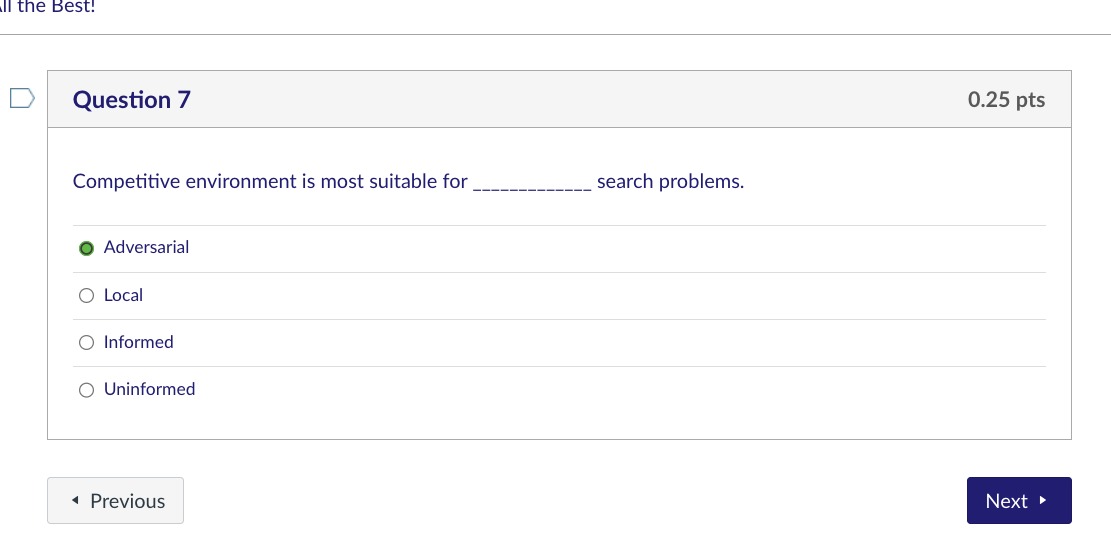 ll the Best!
Question 7
0.25 pts
Competitive environment is most suitable for _____________ search problems.
Adversarial
Local
Informed
Uninformed
Previous
Next